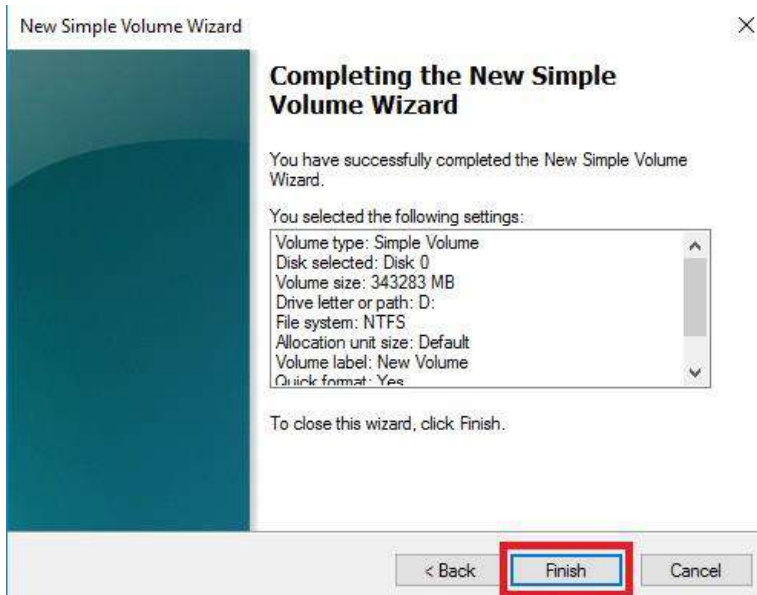 New Simple Volume Wizard
Completing the New Simple
Volume Wizard
You have successfully completed the New Simple Volume
Wizard.
You selected the following settings:
Volume type: Simple Volume
Disk selected: Disk 0
Volume size: 343283 MB
Drive letter or path: D:
File system: NTFS
Allocation unit size: Default
Volume label: New Volume
Quick format: Yes
To close this wizard, click Finish.
< Back Finish Cancel